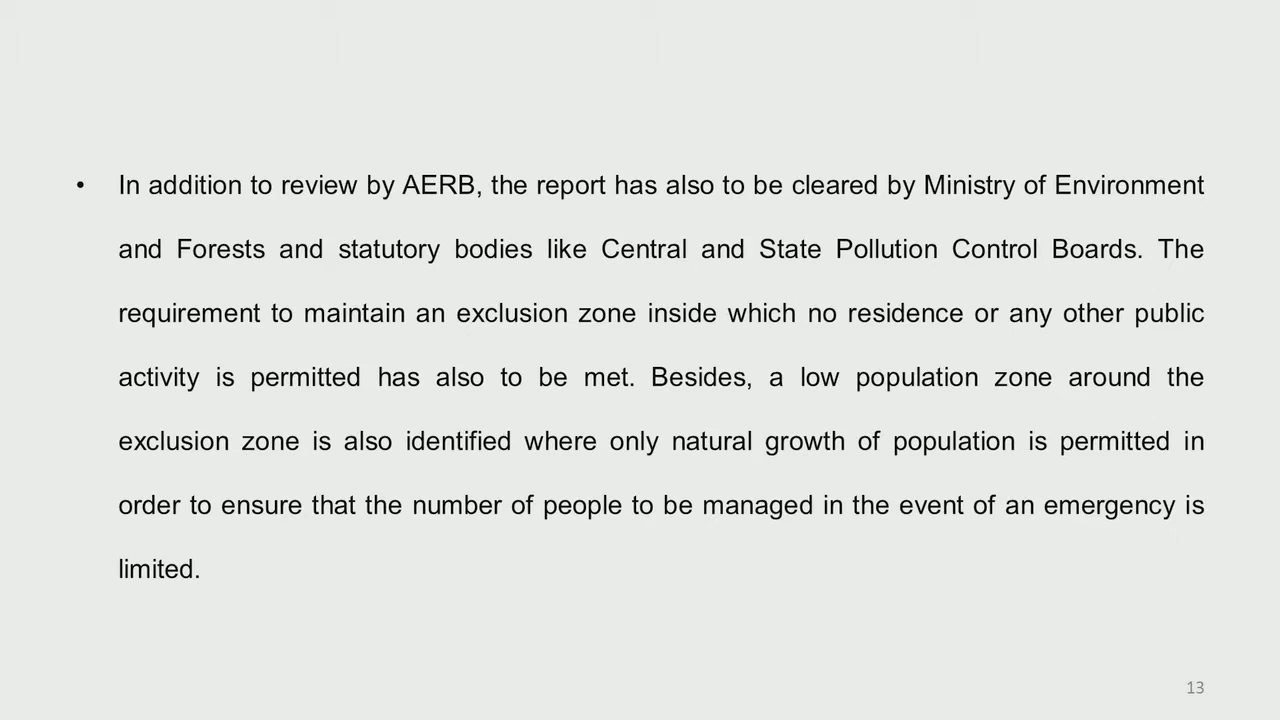 • In addition to review by AERB, the report has also to be cleared by Ministry of Environment
and Forests and statutory bodies like Central and State Pollution Control Boards. The
requirement to maintain an exclusion zone inside which no residence or any other public
activity is permitted has also to be met. Besides, a low population zone around the
exclusion zone is also identified where only natural growth of population is permitted in
order to ensure that the number of people to be managed in the event of an emergency is
limited.
13